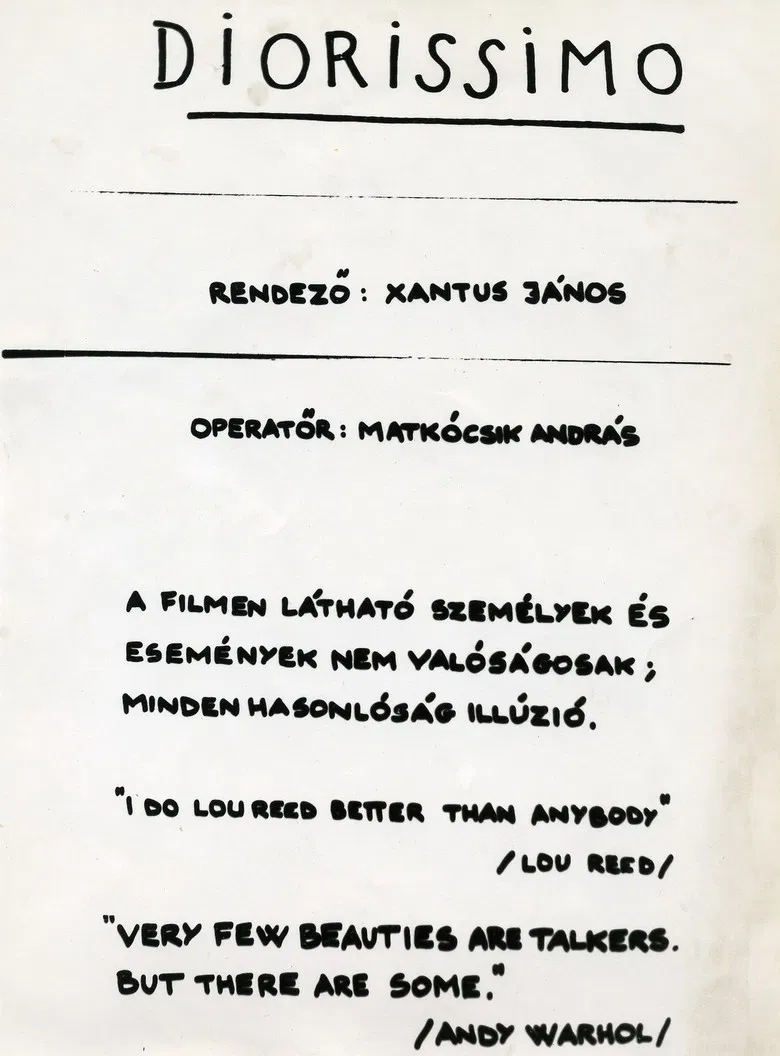 DiORiSSiMO
RENDEZŐ: XANTUS JÁNOS
OPERATŐR: MATKÓCSIK ANDRÁS
A FILMEN LÁTHATÓ SZEMÉLYEK ÉS
ESEMÉNYEK NEM VALÓSÁGOSAK;
MINDEN HASONLÓSÁG ILLÚZIÓ.
"I DO LOU REED BETTER THAN ANYBODY"
/LOU REED/
"VERY FEW BEAUTIES ARE TALKERS.
BUT THERE ARE SOME."
/ANDY WARHOL/